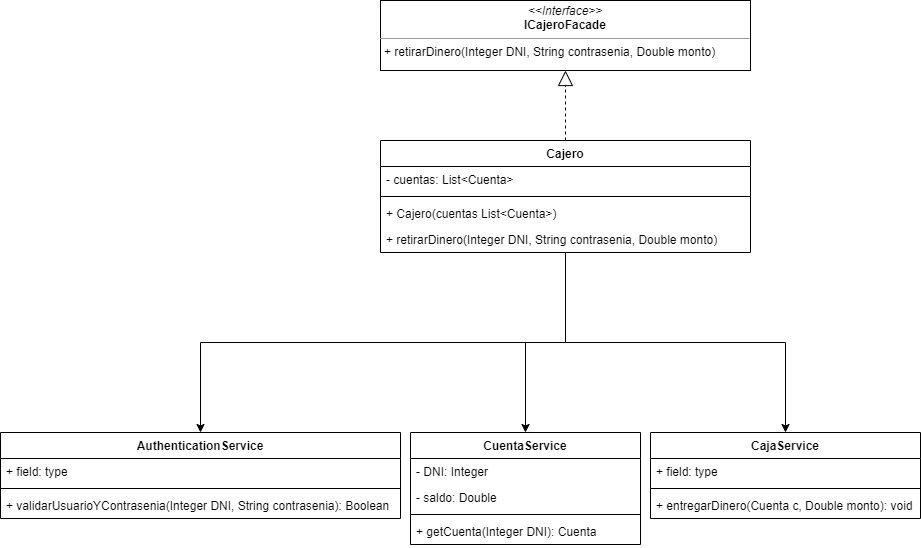 <<Interface>>
ICajeroFacade
+ retirarDinero(Integer DNI, String contrasenia, Double monto)
Cajero
- cuentas: List<Cuenta>
+ Cajero(cuentas List<Cuenta>)
+ retirarDinero(Integer DNI, String contrasenia, Double monto)
AuthenticationService
+ field: type
+ validarUsuarioYContrasenia(Integer DNI, String contrasenia): Boolean
CuentaService
- DNI: Integer
- saldo: Double
+ getCuenta(Integer DNI): Cuenta
CajaService
+ field: type
+ entregarDinero(Cuenta c, Double monto): void